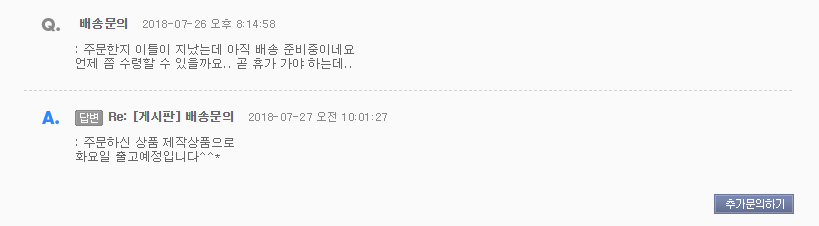 Q. 배송문의 2018-07-26 오후 8:14:58
: 주문한지 이틀이 지났는데 아직 배송 준비중이네요
언제 쯤 수령할 수 있을까요.. 곧 휴가 가야 하는데..
A. 답변 Re: [게시판] 배송문의 2018-07-27 오전 10:01:27
: 주문하신 상품 제작상품으로
화요일 출고예정입니다^^*
추가문의하기